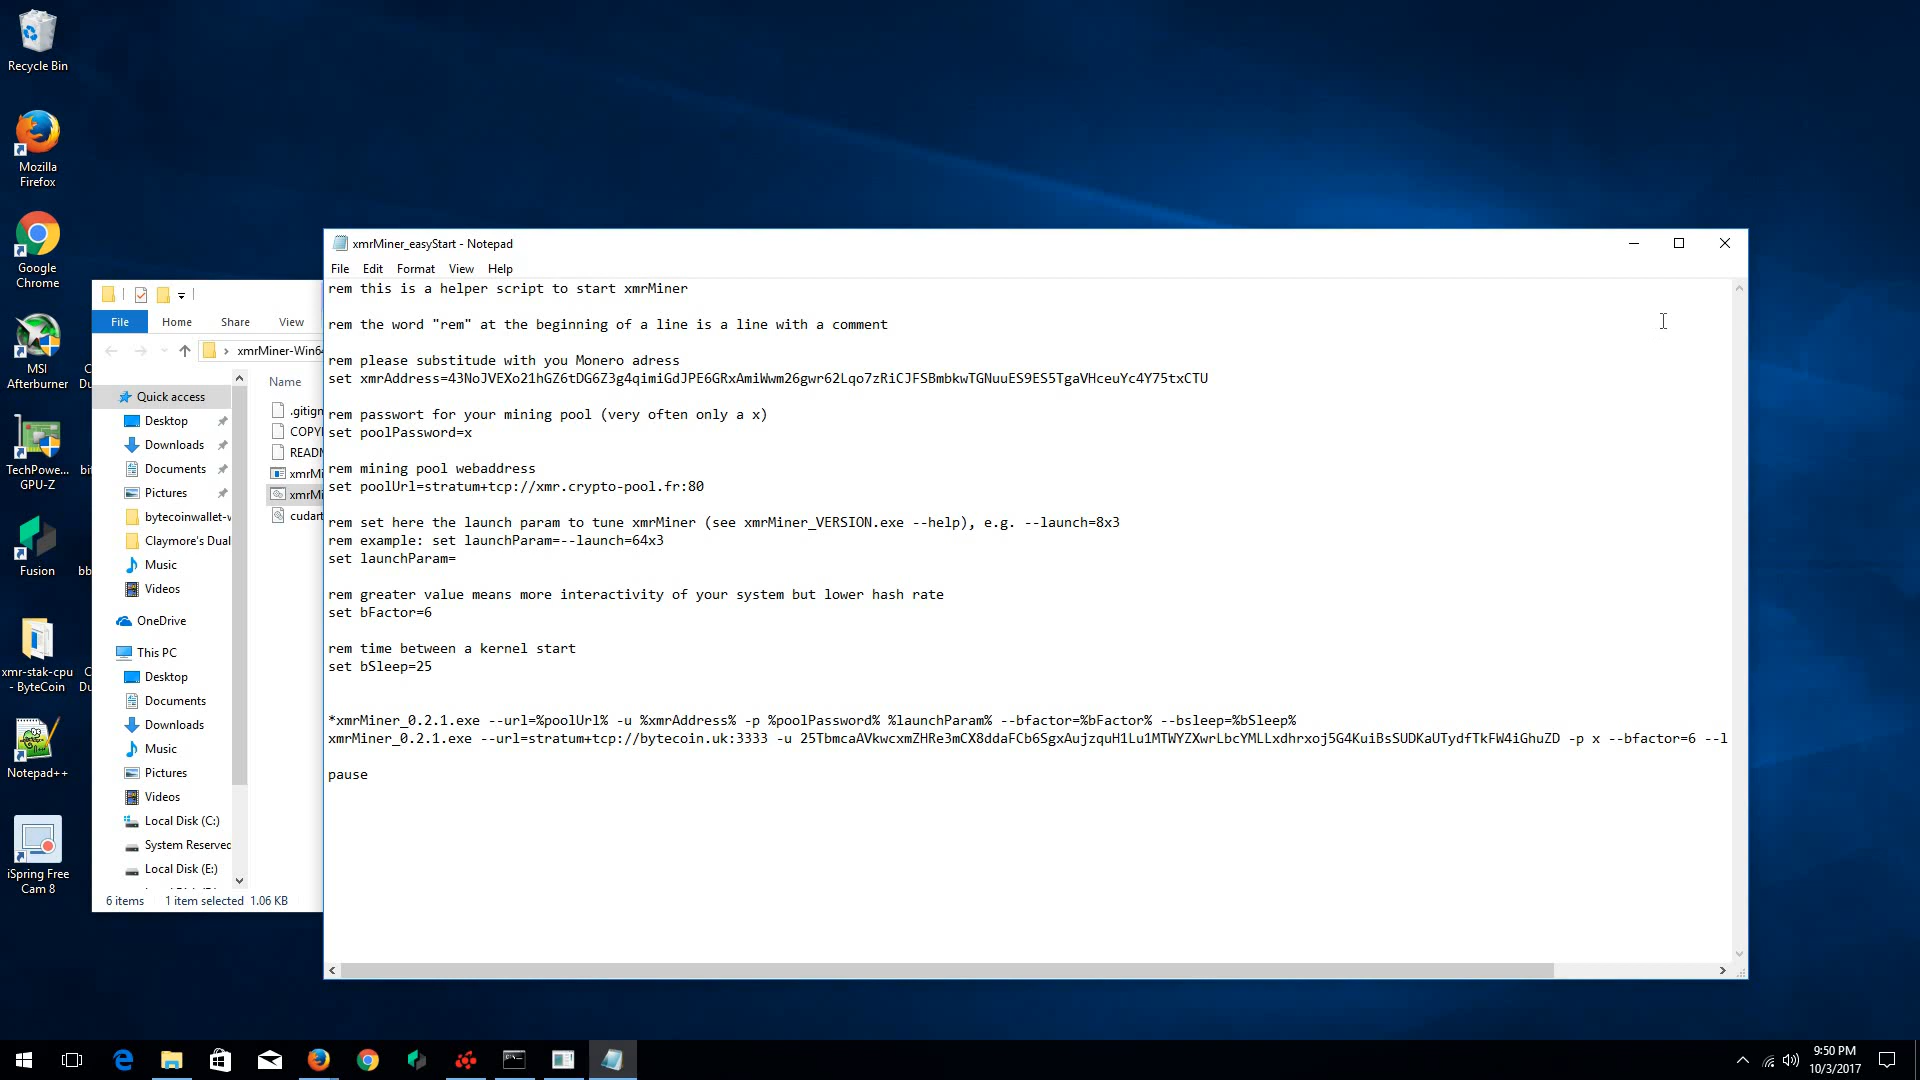 Recycle Bin
Mozilla
Firefox
Google
Chrome
MSI
Afterburner
TechPowe...
GPU-Z
Fusion
xmr-stak-cpu
- ByteCoin
Notepad++
iSpring Free
Cam 8
File Home Share View
xmrMiner-Win64
Name
Quick access
Desktop
Downloads
Documents
Pictures
bytecoinwallet-w
Claymore's Dual
Music
Videos
OneDrive
This PC
Desktop
Documents
Downloads
Music
Pictures
Videos
Local Disk (C:)
System Reserved
Local Disk (E:)
.gitign
COPYI
READM
xmrMi
xmrMi
cudart
6 items 1 item selected 1.06 KB
xmrMiner_easyStart - Notepad
File Edit Format View Help
rem this is a helper script to start xmrMiner
rem the word "rem" at the beginning of a line is a line with a comment
rem please substitude with you Monero adress
set xmrAddress=43NoJVEXo21hGZ6tDG6Z3g4qimiGdJPE6GRxAmiWwm26gwr62Lqo7zRiCJFSBmbkwTGNuuES9ES5TgaVHceuYc4Y75txCTU
rem passwort for your mining pool (very often only a x)
set poolPassword=x
rem mining pool webaddress
set poolUrl=stratum+tcp://xmr.crypto-pool.fr:80
rem set here the launch param to tune xmrMiner (see xmrMiner_VERSION.exe --help), e.g. --launch=8x3
rem example: set launchParam=--launch=64x3
set launchParam=
rem greater value means more interactivity of your system but lower hash rate
set bFactor=6
rem time between a kernel start
set bSleep=25
*xmrMiner_0.2.1.exe --url=%poolUrl% -u %xmrAddress% -p %poolPassword% %launchParam% --bfactor=%bFactor% --bsleep=%bSleep%
xmrMiner_0.2.1.exe --url=stratum+tcp://bytecoin.uk:3333 -u 25TbmcaAVkwcxmZHRe3mCX8ddaFCb6SgxAujzquH1Lu1MTWYZXwrLbcYMLLxdhrxoj5G4KuiBsSUDKaUTydfTkFW4iGhuZD -p x --bfactor=6 --l
pause
9:50 PM
10/3/2017